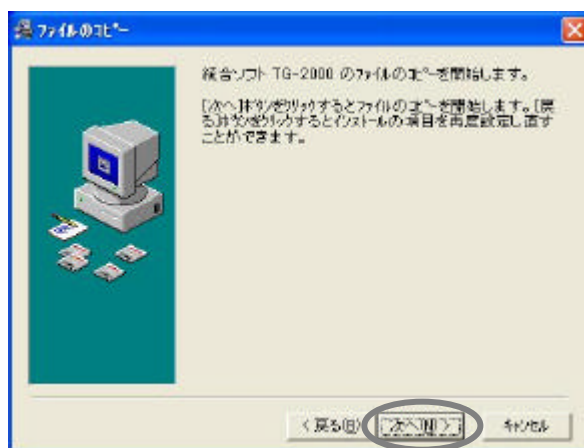 ファイルのコピー
統合ソフト TG-2000 のファイルのコピーを開始します。
[次へ]ボタンをクリックするとファイルのコピーを開始します。[戻
る]ボタンをクリックするとインストールの項目を再度設定し直す
ことができます。
< 戻る(B)
次へ(N) >
キャンセル